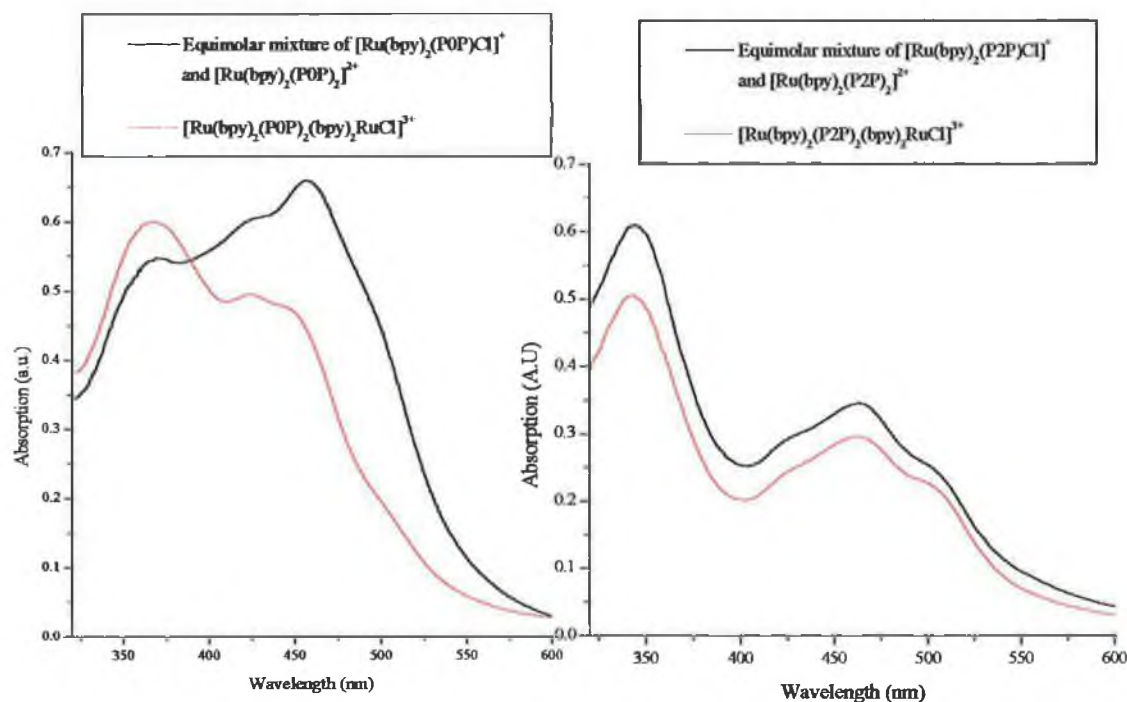 Equimolar mixture of [Ru(bpy)₂(P0P)Cl]⁺
and [Ru(bpy)₂(P0P)₂]²⁺
[Ru(bpy)₂(P0P)₂(bpy)₂RuCl]³⁺
0.7
0.6
0.5
0.4
0.3
0.2
0.1
0.0
Absorption (a.u.)
350 400 450 500 550 600
Wavelength (nm)
Equimolar mixture of [Ru(bpy)₂(P2P)Cl]⁺
and [Ru(bpy)₂(P2P)₂]²⁺
[Ru(bpy)₂(P2P)₂(bpy)₂RuCl]³⁺
0.7
0.6
0.5
0.4
0.3
0.2
0.1
0.0
Absorption (A.U)
350 400 450 500 550 600
Wavelength (nm)